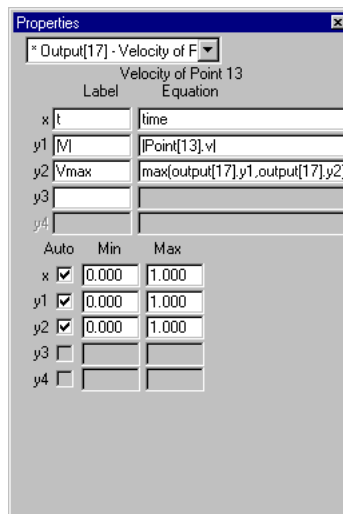 Properties
* Output[17] - Velocity of F
Velocity of Point 13
Label Equation
x t time
y1 |V| |Point[13].v|
y2 Vmax max(output[17].y1,output[17].y2)
y3
y4
Auto Min Max
x 0.000 1.000
y1 0.000 1.000
y2 0.000 1.000
y3
y4